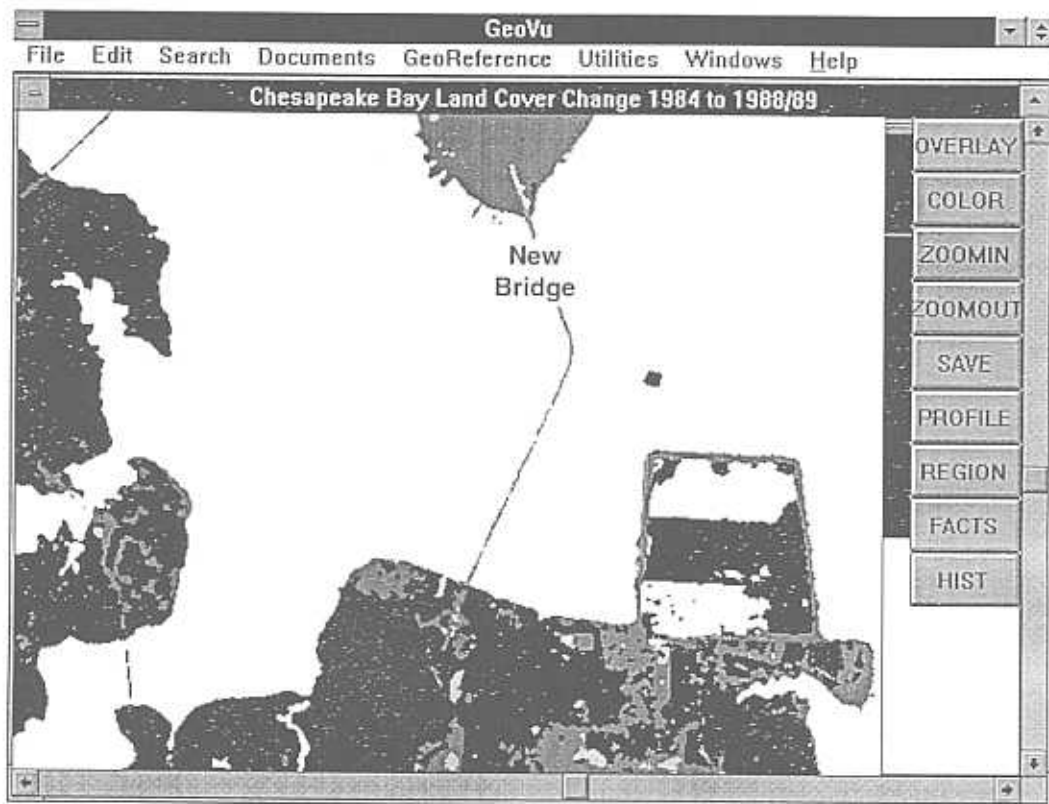 GeoVu
File Edit Search Documents GeoReference Utilities Windows Help
Chesapeake Bay Land Cover Change 1984 to 1988/89
OVERLAY
COLOR
ZOOMIN
ZOOMOUT
SAVE
PROFILE
REGION
FACTS
HIST
New
Bridge